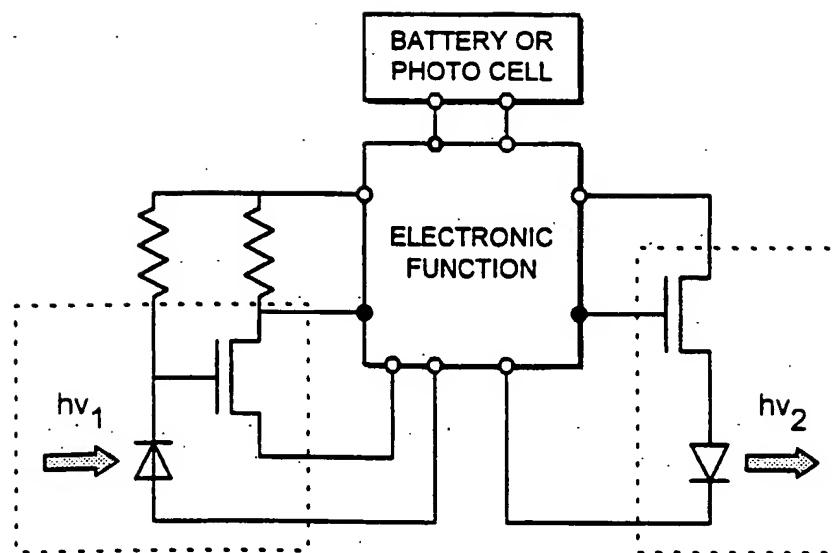 BATTERY OR
PHOTO CELL
ELECTRONIC
FUNCTION
hv1
hv2